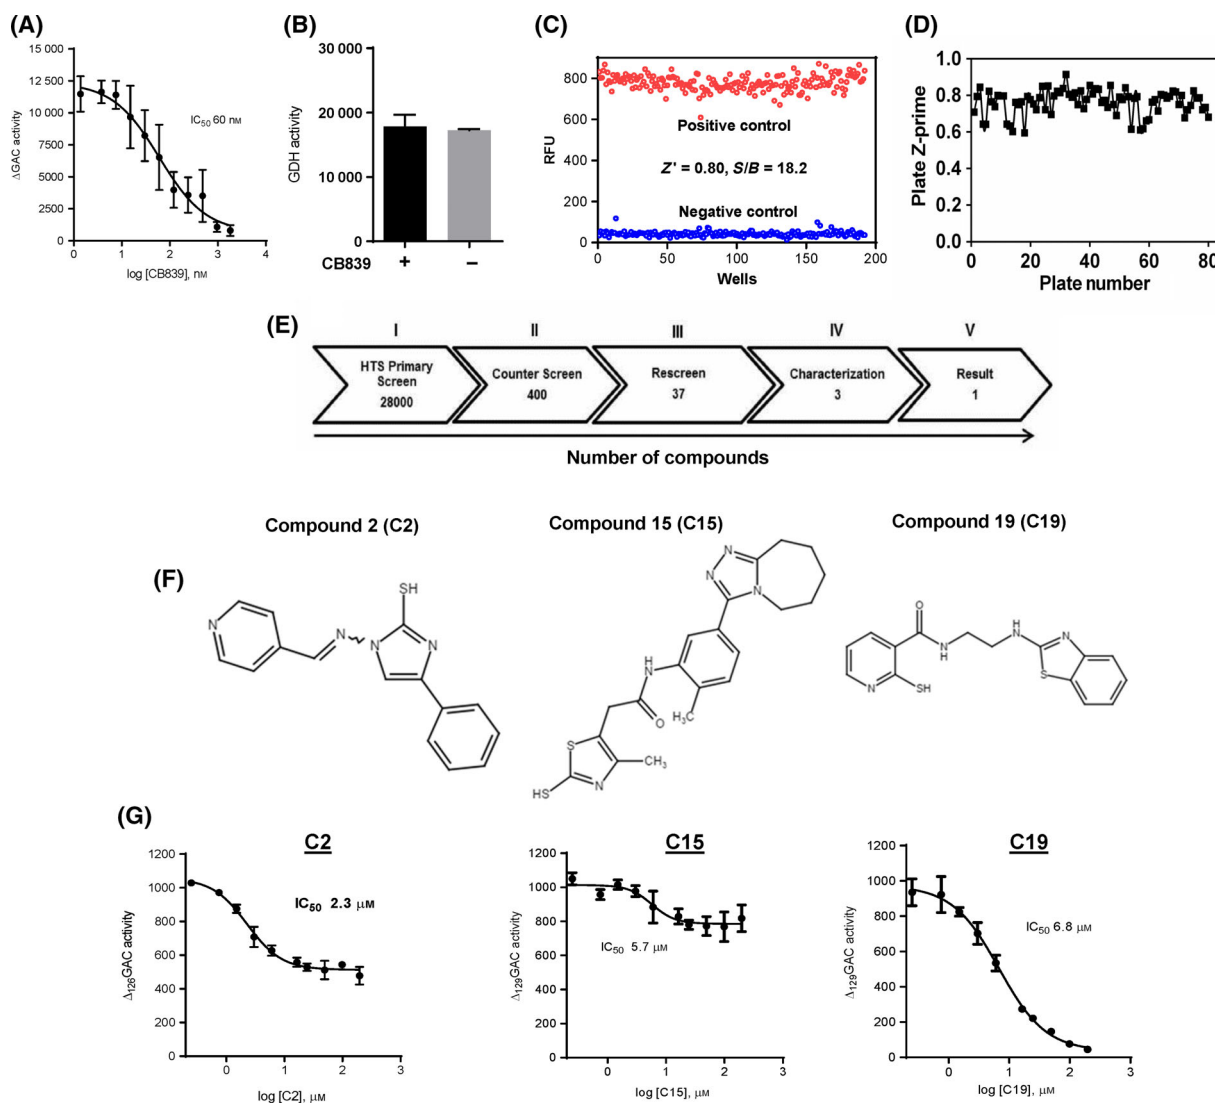 (A)
15 000
12 500
10 000
7500
5000
2500
0
ΔGAC activity
IC50 60 nM
0 1 2 3 4
log [CB839], nM
(B)
30 000
20 000
10 000
0
GDH activity
CB839 + −
(C)
800
600
400
200
0
RFU
Positive control
Z' = 0.80, S/B = 18.2
Negative control
0 50 100 150 200
Wells
(D)
1.0
0.8
0.6
0.4
0.2
0.0
Plate Z-prime
0 20 40 60 80
Plate number
(E)
I II III IV V
HTS Primary
Screen
28000
Counter Screen
400
Rescreen
37
Characterization
3
Result
1
Number of compounds
Compound 2 (C2)
Compound 15 (C15)
Compound 19 (C19)
(F)
SH
N
N
N
N
N
N
N
H
N
O
H3C
S
CH3
HS
N
O
N
H
H
N
N
S
N
SH
(G)
C2
1200
1000
800
600
400
200
0
Δ126GAC activity
IC50 2.3 μM
0 1 2 3
log [C2], μM
C15
1200
1000
800
600
400
200
0
Δ129GAC activity
IC50 5.7 μM
0 1 2 3
log [C15], μM
C19
1200
1000
800
600
400
200
0
Δ129GAC activity
IC50 6.8 μM
0 1 2 3
log [C19], μM